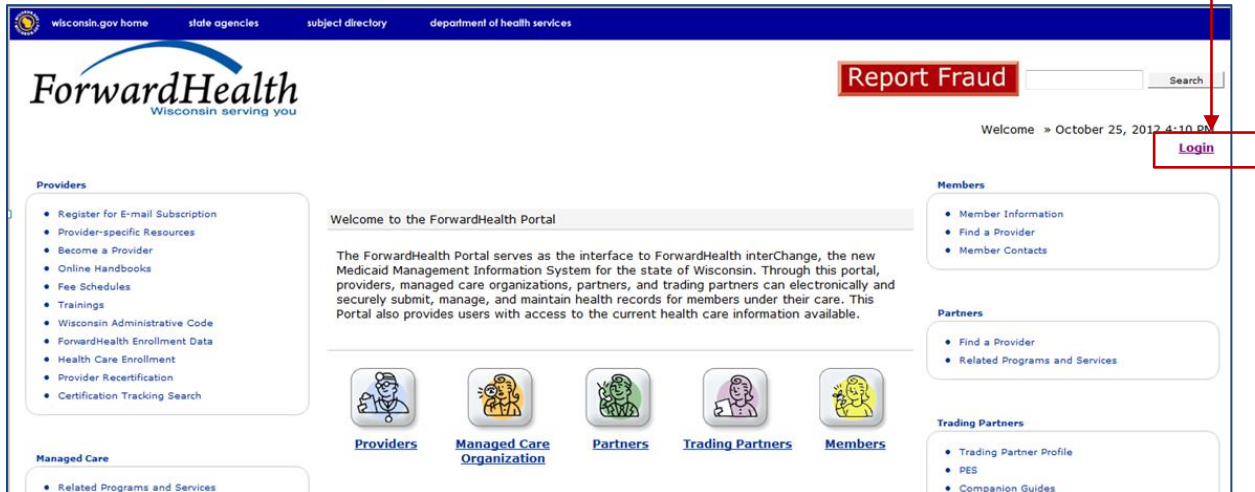 wisconsin.gov home state agencies subject directory department of health services
ForwardHealth
Wisconsin serving you
Report Fraud
Search
Welcome » October 25, 2012 4:10 PM
Login
Providers
Register for E-mail Subscription
Provider-specific Resources
Become a Provider
Online Handbooks
Fee Schedules
Trainings
Wisconsin Administrative Code
ForwardHealth Enrollment Data
Health Care Enrollment
Provider Recertification
Certification Tracking Search
Managed Care
Related Programs and Services
Welcome to the ForwardHealth Portal
The ForwardHealth Portal serves as the interface to ForwardHealth interChange, the new
Medicaid Management Information System for the state of Wisconsin. Through this portal,
providers, managed care organizations, partners, and trading partners can electronically and
securely submit, manage, and maintain health records for members under their care. This
Portal also provides users with access to the current health care information available.
Providers
Managed Care
Organization
Partners
Trading Partners
Members
Members
Member Information
Find a Provider
Member Contacts
Partners
Find a Provider
Related Programs and Services
Trading Partners
Trading Partner Profile
PES
Companion Guides